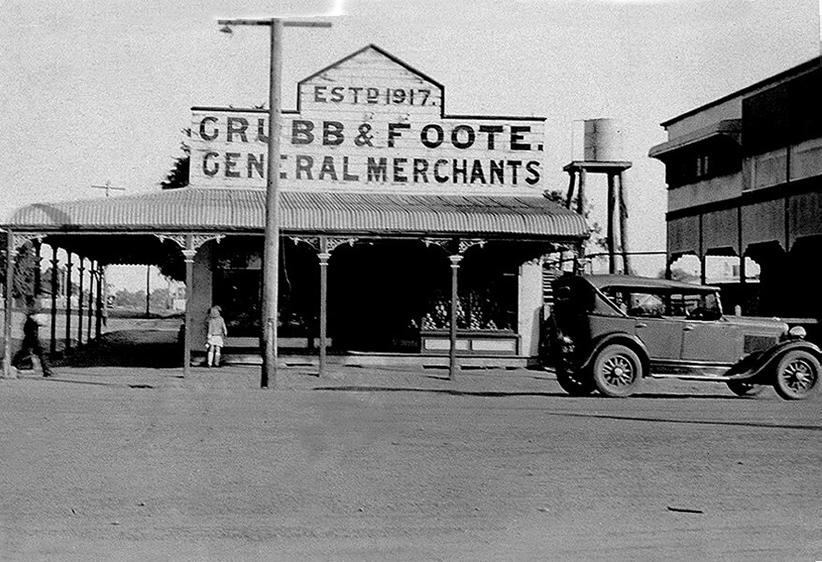 ESTD 1917.
GRUBB & FOOTE.
GENERAL MERCHANTS